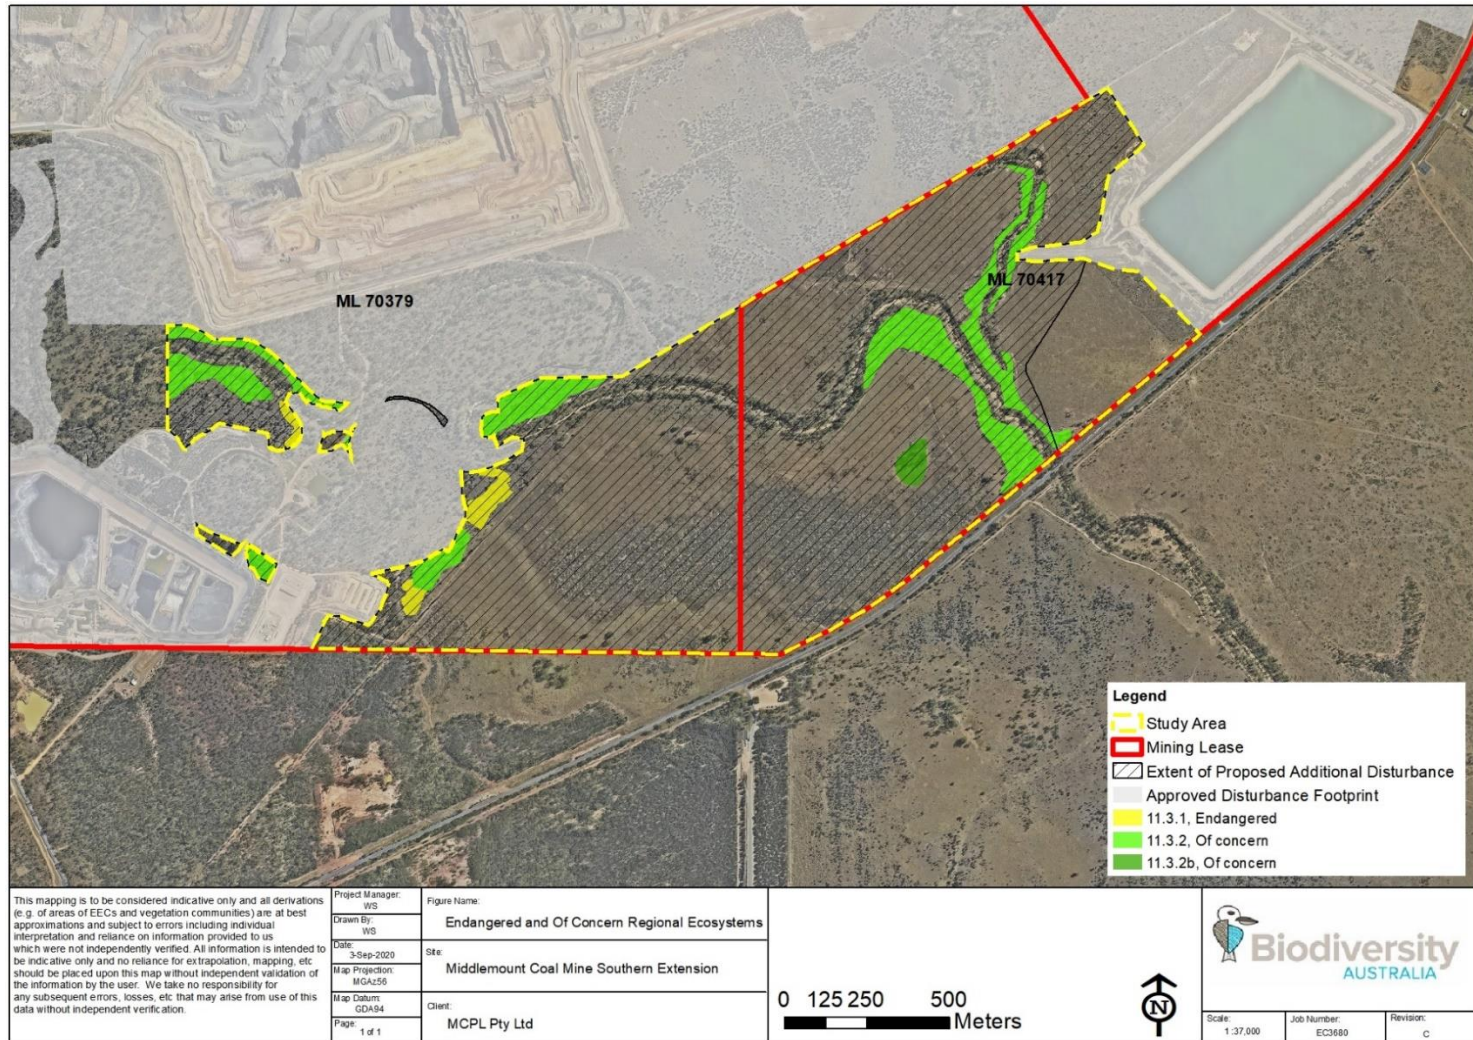 ML 70379
ML 70417
Legend
Study Area
Mining Lease
Extent of Proposed Additional Disturbance
Approved Disturbance Footprint
11.3.1, Endangered
11.3.2, Of concern
11.3.2b, Of concern
This mapping is to be considered indicative only and all derivations
(e.g. of areas of EECs and vegetation communities) are at best
approximations and subject to errors including individual
interpretation and reliance on information provided to us
which were not independently verified. All information is intended to
be indicative only and no reliance for extrapolation, mapping, etc
should be placed upon this map without independent validation of
the information by the user. We take no responsibility for
any subsequent errors, losses, etc that may arise from use of this
data without independent verification.
Project Manager:
WS
Drawn By:
WS
Date:
3-Sep-2020
Map Projection:
MGAz56
Map Datum:
GDA94
Page:
1 of 1
Figure Name:
Endangered and Of Concern Regional Ecosystems
Site:
Middlemount Coal Mine Southern Extension
Client:
MCPL Pty Ltd
0 125 250 500
Meters
N
Biodiversity
AUSTRALIA
Scale:
1:37,000
Job Number:
EC3680
Revision:
C